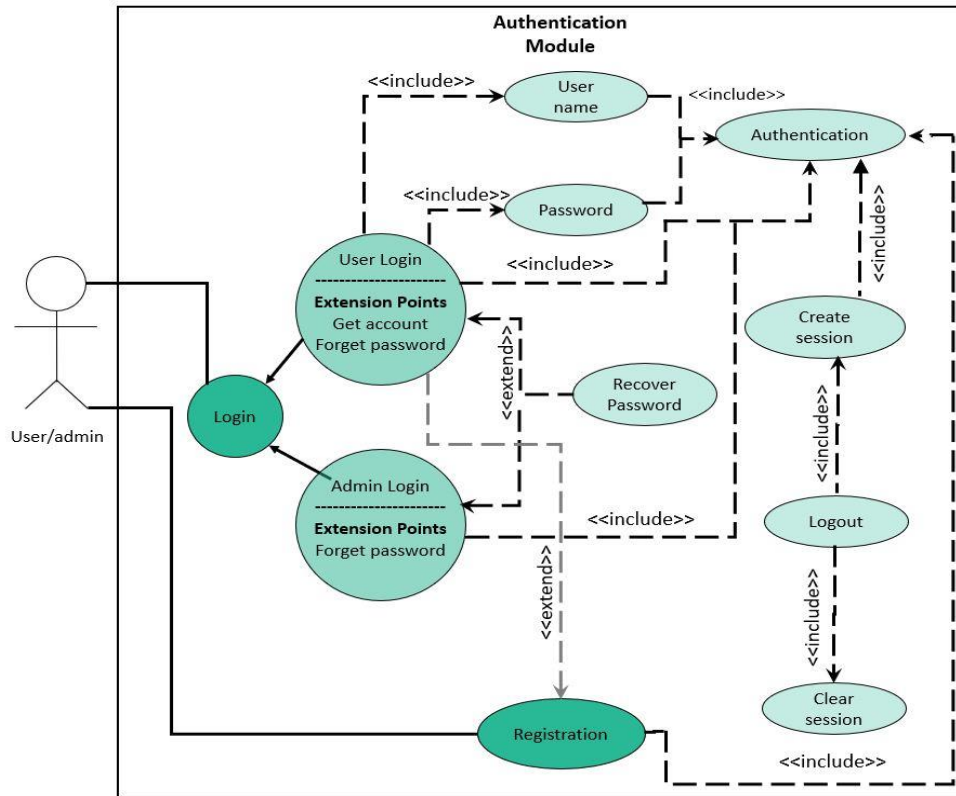 Authentication
Module
<<include>>
User
name
<<include>>
Authentication
<<include>>
Password
<<include>>
User Login
------------------------
Extension Points
Get account
Forget password
<<include>>
Create
session
<<extend>>
Recover
Password
Login
User/admin
<<include>>
Admin Login
------------------------
Extension Points
Forget password
<<include>>
Logout
<<extend>>
<<include>>
Clear
session
Registration
<<include>>